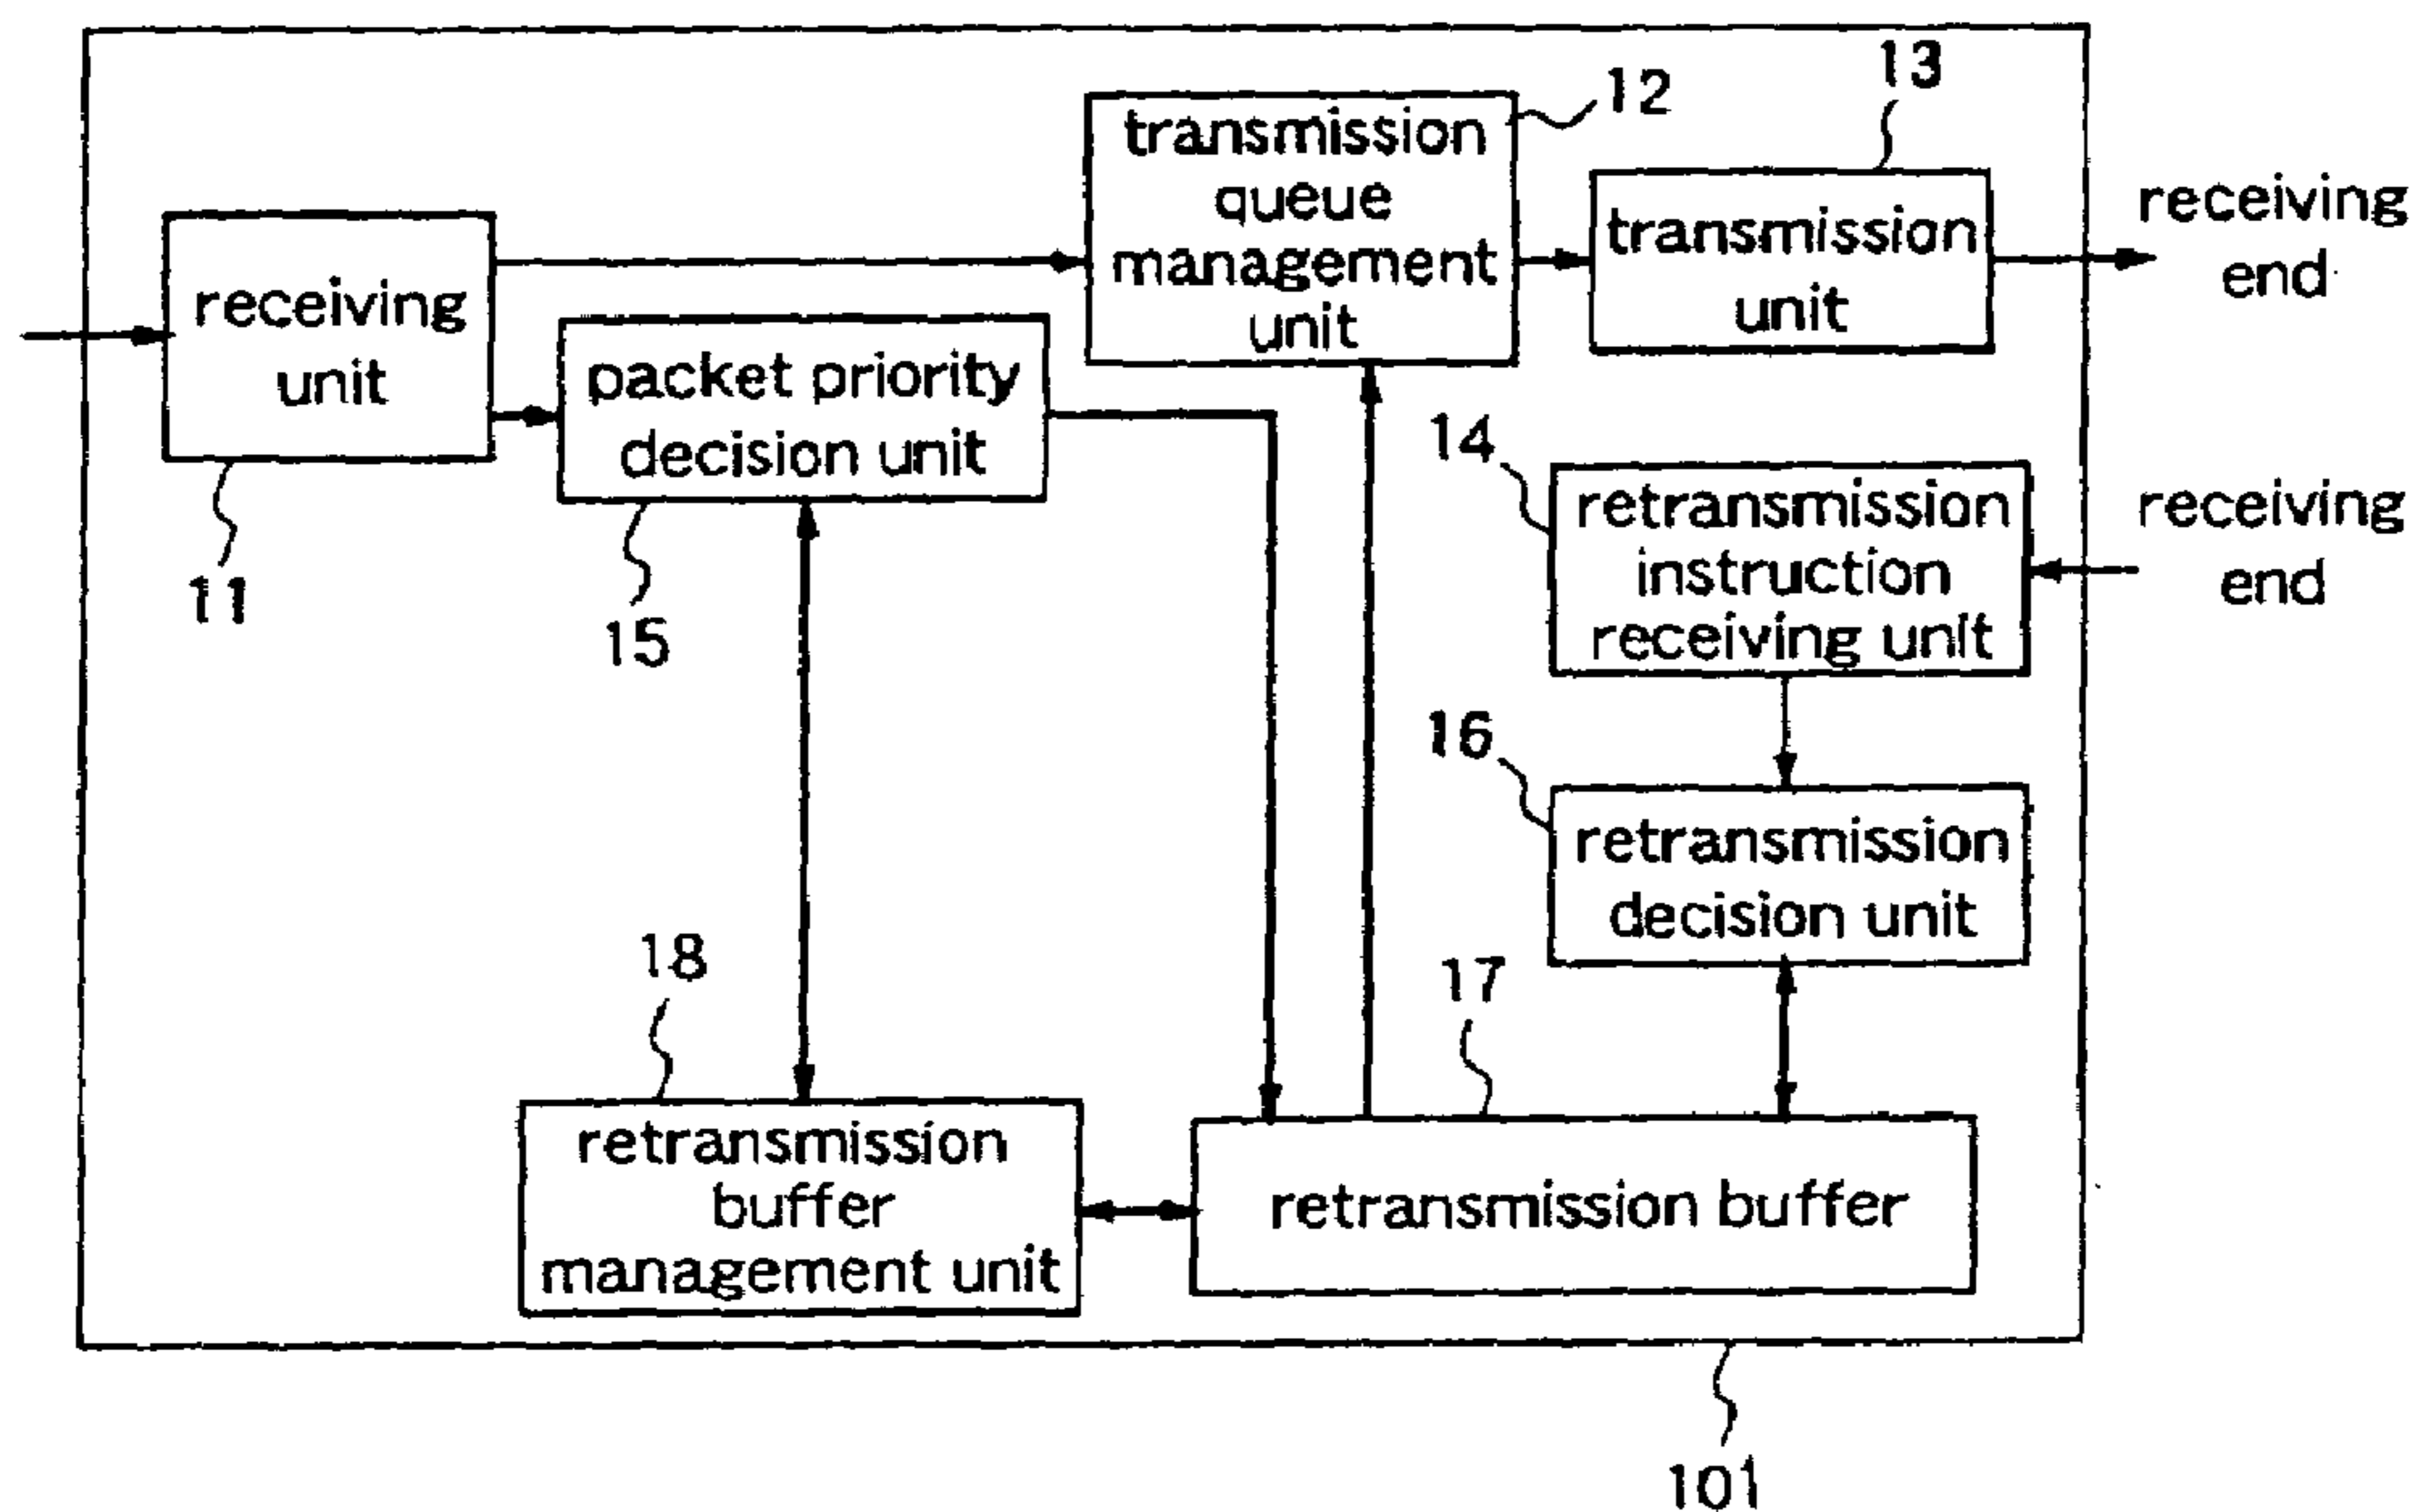 13
12
transmission
queue
management
unit
transmission
unit
receiving
end
receiving
unit
packet priority
decision unit
14
retransmission
instruction
receiving unit
receiving
end
11
15
16
retransmission
decision unit
18
17
retransmission
buffer
management unit
retransmission buffer
101